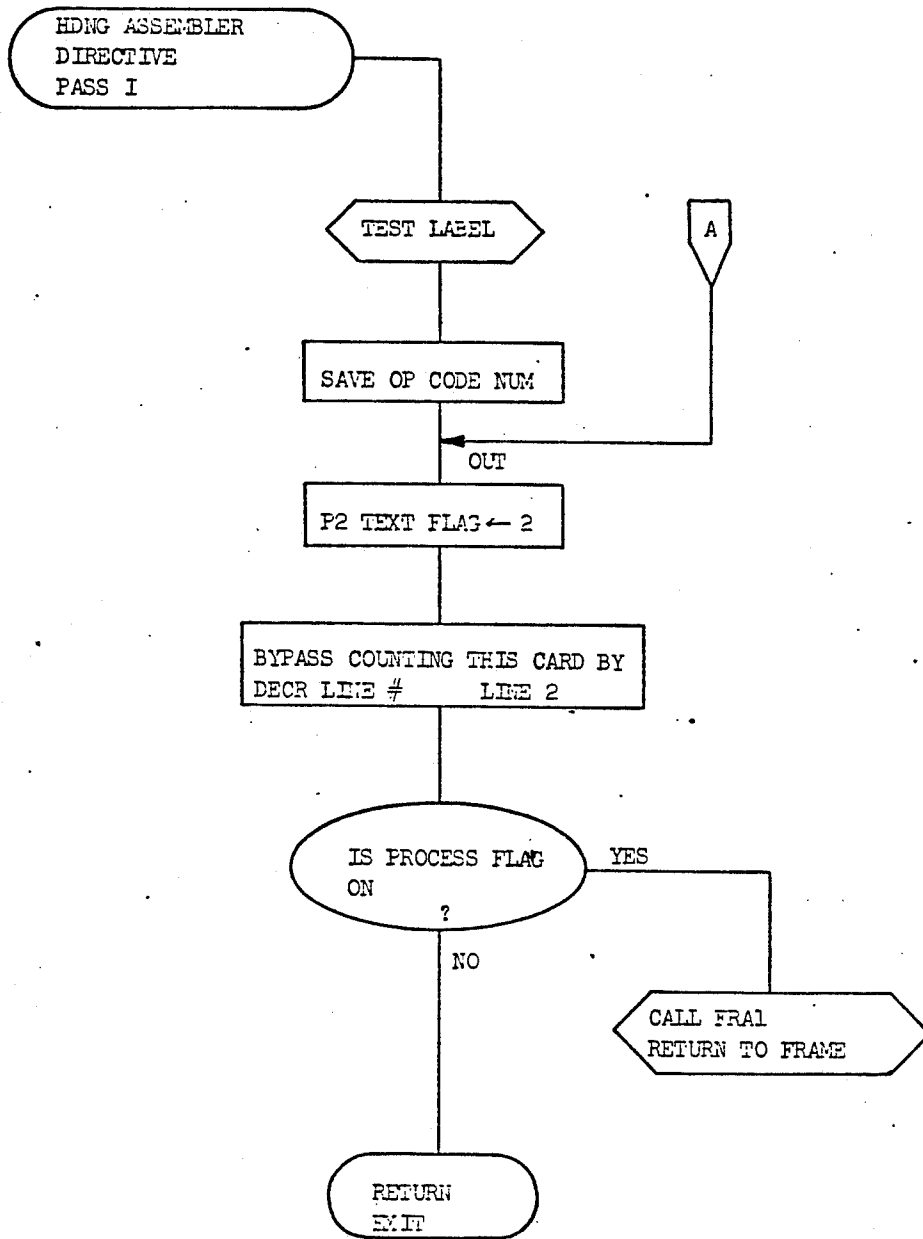 HDNG ASSEMBLER
DIRECTIVE
PASS I
TEST LABEL
A
SAVE OP CODE NUM
OUT
P2 TEXT FLAG ← 2
BYPASS COUNTING THIS CARD BY
DECR LINE # LINE 2
IS PROCESS FLAG
ON
?
YES
NO
CALL FRA1
RETURN TO FRAME
RETURN
EXIT